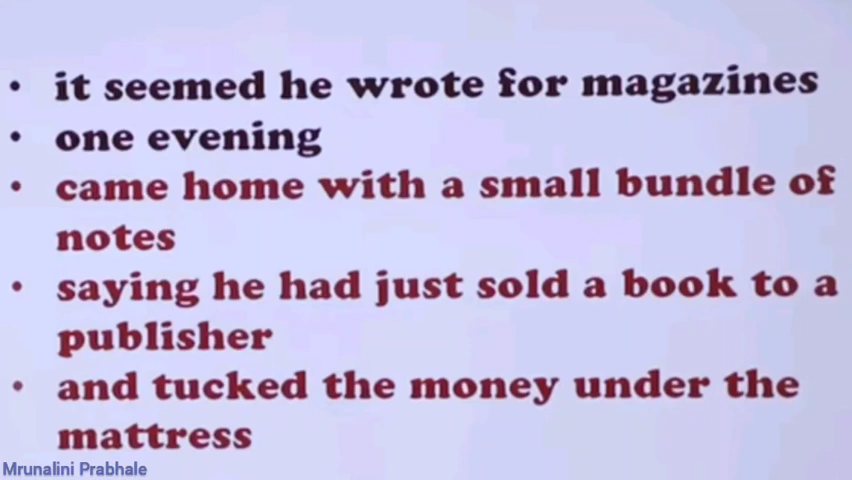 • it seemed he wrote for magazines
• one evening
• came home with a small bundle of
notes
• saying he had just sold a book to a
publisher
• and tucked the money under the
mattress
Mrunalini Prabhale